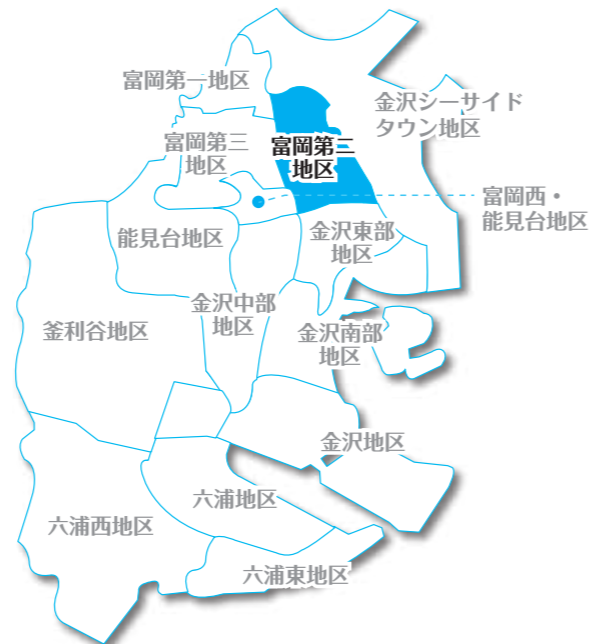 富岡第一地区
金沢シーサイド
タウン地区
富岡第三
地区
富岡第二
地区
富岡西・
能見台地区
能見台地区
金沢東部
地区
金沢中部
地区
釜利谷地区
金沢南部
地区
金沢地区
六浦地区
六浦西地区
六浦東地区